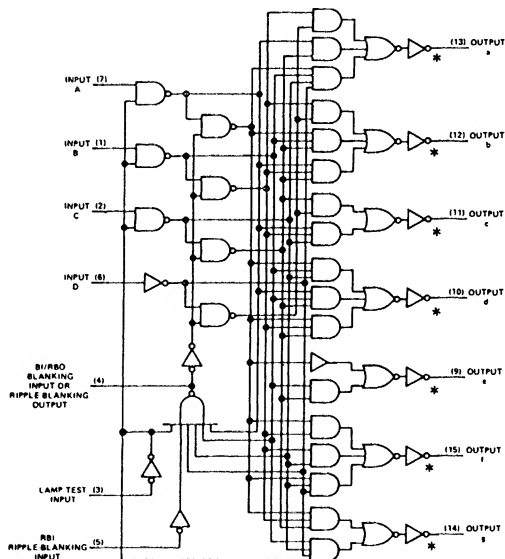 (13) OUTPUT
a
*
INPUT (7)
A
(12) OUTPUT
b
*
INPUT (1)
B
(11) OUTPUT
c
*
INPUT (2)
C
(10) OUTPUT
d
*
INPUT (6)
D
(9) OUTPUT
e
*
BI/RBO
BLANKING (4)
INPUT OR
RIPPLE BLANKING
OUTPUT
(15) OUTPUT
f
*
LAMP TEST (3)
INPUT
(14) OUTPUT
g
*
RBI
RIPPLE BLANKING (5)
INPUT